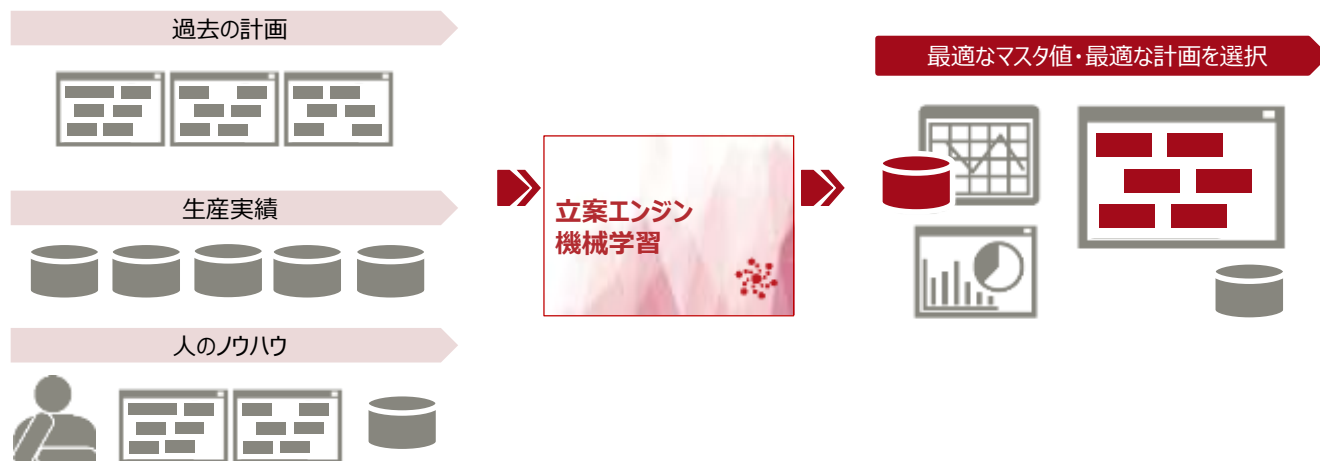 過去の計画
生産実績
人のノウハウ
立案エンジン
機械学習
最適なマスタ値・最適な計画を選択